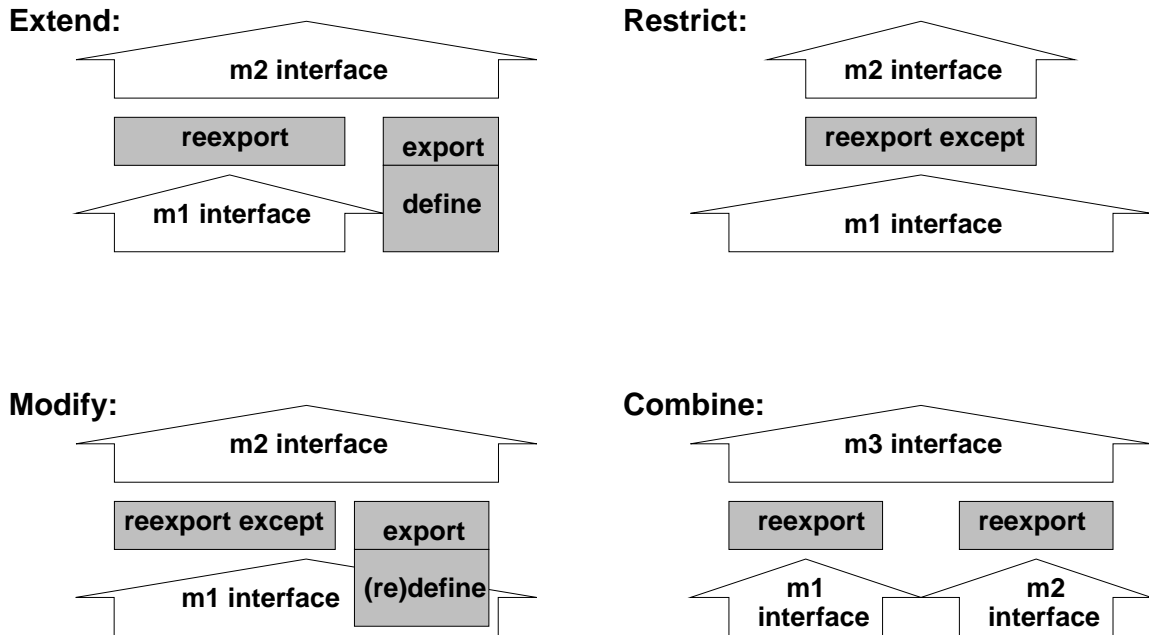 Extend:
m2 interface
reexport
export
m1 interface
define
Restrict:
m2 interface
reexport except
m1 interface
Modify:
m2 interface
reexport except
export
m1 interface
(re)define
Combine:
m3 interface
reexport
reexport
m1
interface
m2
interface